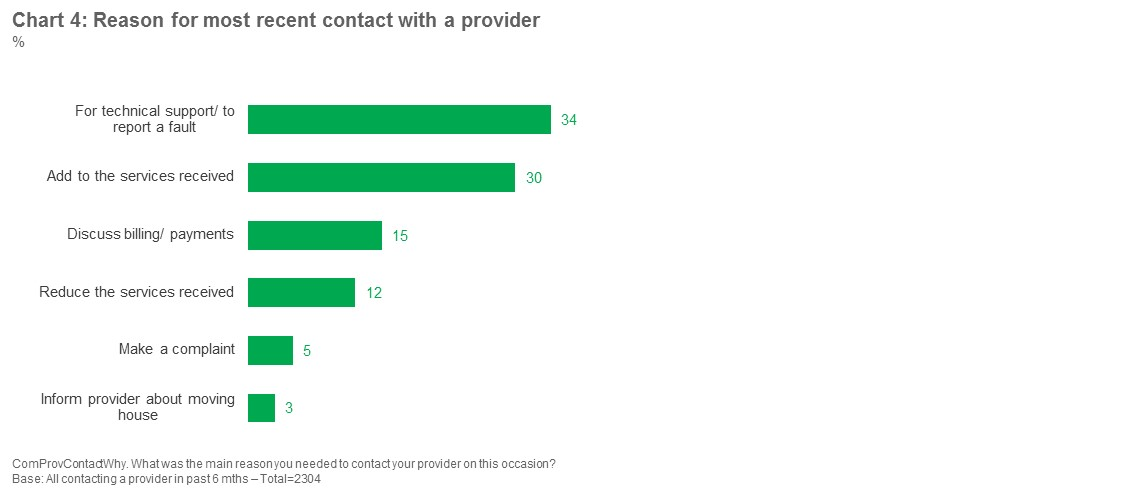 Chart 4: Reason for most recent contact with a provider
%
For technical support/ to
report a fault
34
Add to the services received
30
Discuss billing/ payments
15
Reduce the services received
12
Make a complaint
5
Inform provider about moving
house
3
ComProvContactWhy. What was the main reason you needed to contact your provider on this occasion?
Base: All contacting a provider in past 6 mths – Total=2304